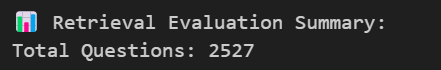 📊 Retrieval Evaluation Summary:
Total Questions: 2527